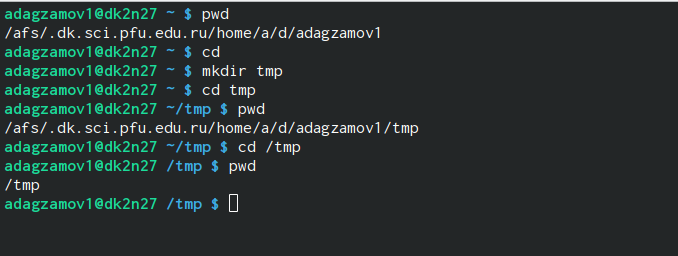 adagzamov1@dk2n27 ~ $ pwd
/afs/.dk.sci.pfu.edu.ru/home/a/d/adagzamov1
adagzamov1@dk2n27 ~ $ cd
adagzamov1@dk2n27 ~ $ mkdir tmp
adagzamov1@dk2n27 ~ $ cd tmp
adagzamov1@dk2n27 ~/tmp $ pwd
/afs/.dk.sci.pfu.edu.ru/home/a/d/adagzamov1/tmp
adagzamov1@dk2n27 ~/tmp $ cd /tmp
adagzamov1@dk2n27 /tmp $ pwd
/tmp
adagzamov1@dk2n27 /tmp $